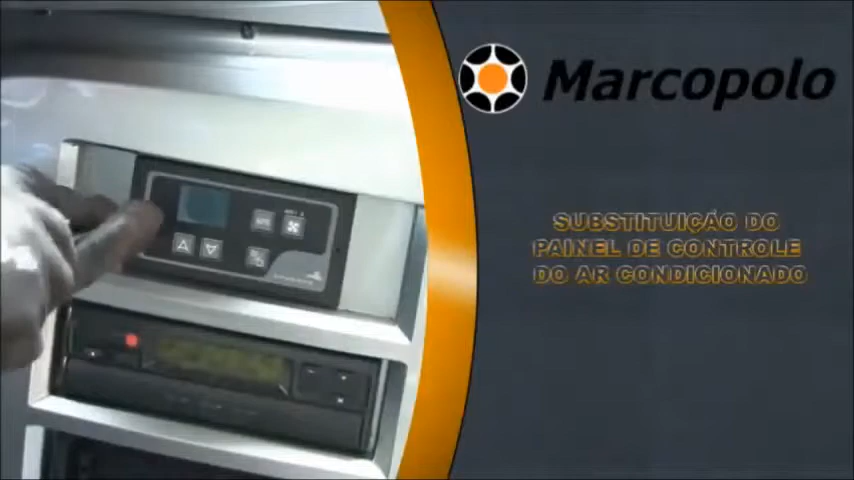 Marcopolo
SUBSTITUIÇÃO DO
PAINEL DE CONTROLE
DO AR CONDICIONADO